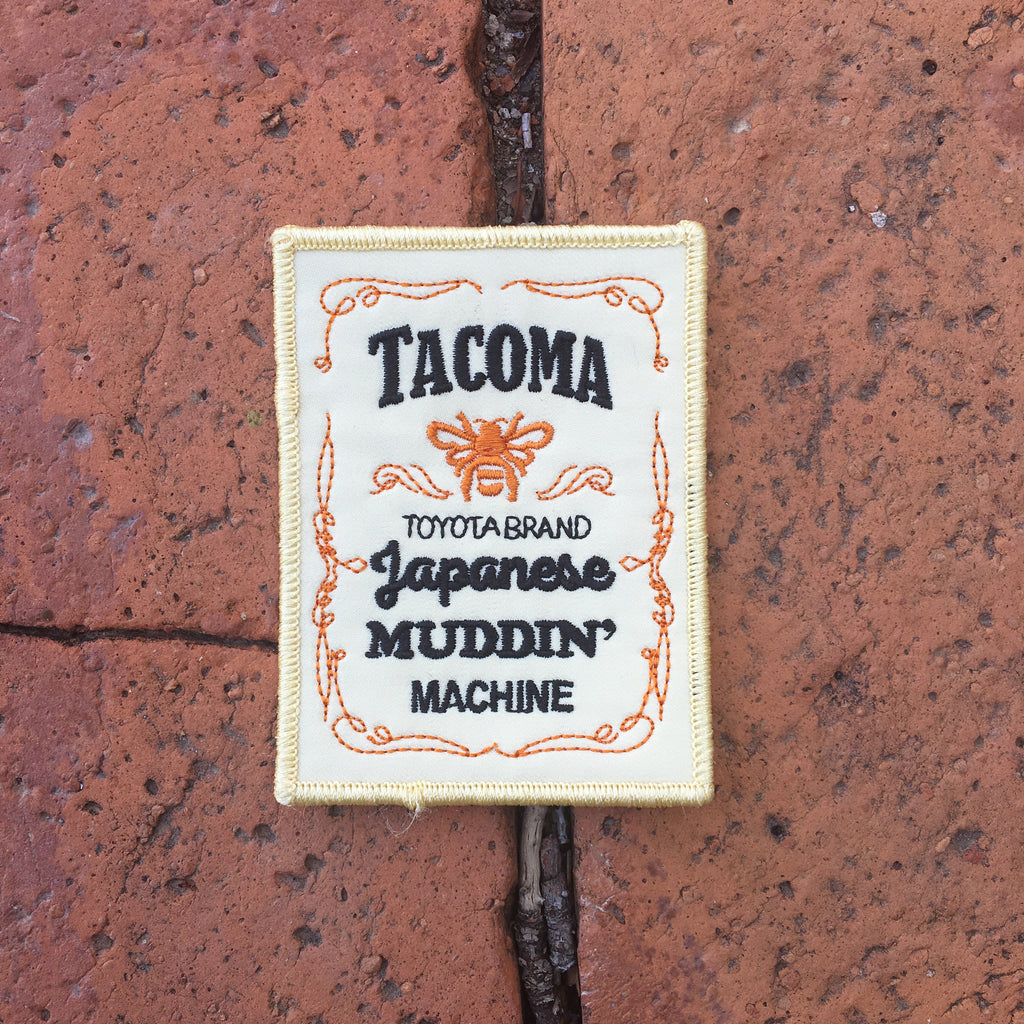 TACOMA
TOYOTA BRAND
Japanese
MUDDIN'
MACHINE